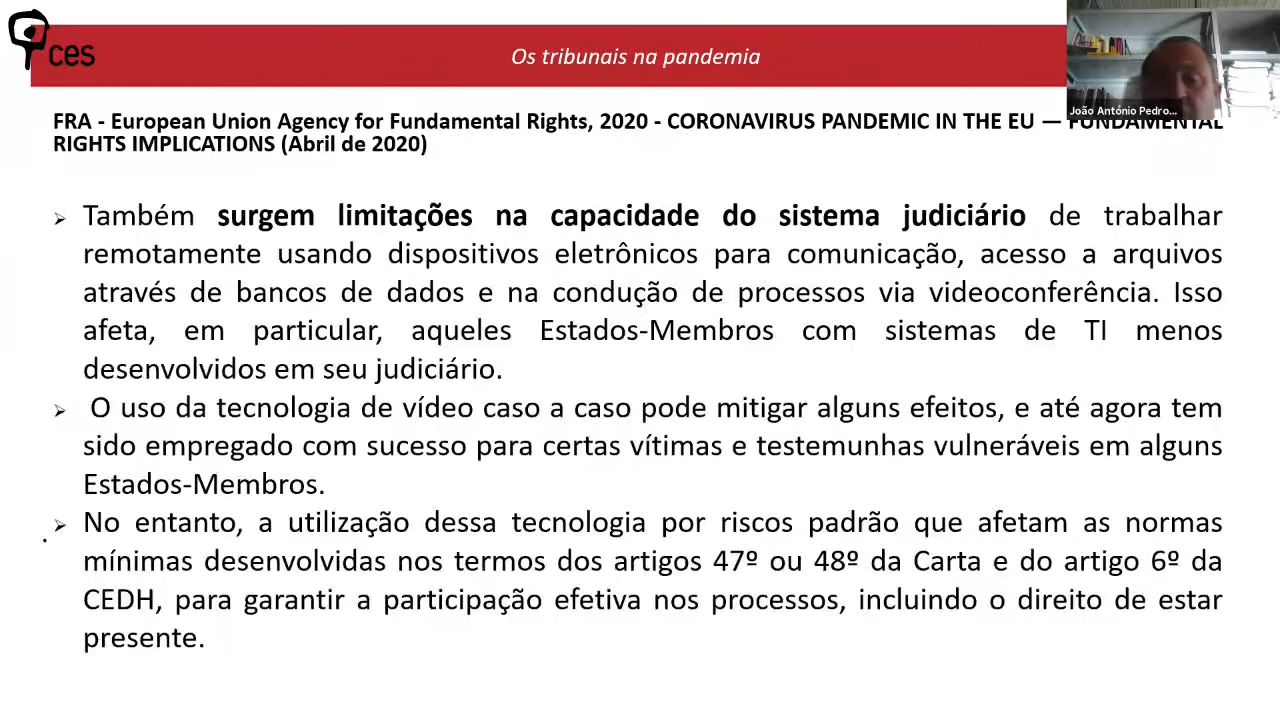 ces
Os tribunais na pandemia
João António Pedro...
FRA - European Union Agency for Fundamental Rights, 2020 - CORONAVIRUS PANDEMIC IN THE EU — FUNDAMENTAL
RIGHTS IMPLICATIONS (Abril de 2020)
➢ Também surgem limitações na capacidade do sistema judiciário de trabalhar
remotamente usando dispositivos eletrônicos para comunicação, acesso a arquivos
através de bancos de dados e na condução de processos via videoconferência. Isso
afeta, em particular, aqueles Estados-Membros com sistemas de TI menos
desenvolvidos em seu judiciário.
➢ O uso da tecnologia de vídeo caso a caso pode mitigar alguns efeitos, e até agora tem
sido empregado com sucesso para certas vítimas e testemunhas vulneráveis em alguns
Estados-Membros.
➢ No entanto, a utilização dessa tecnologia por riscos padrão que afetam as normas
mínimas desenvolvidas nos termos dos artigos 47º ou 48º da Carta e do artigo 6º da
CEDH, para garantir a participação efetiva nos processos, incluindo o direito de estar
presente.